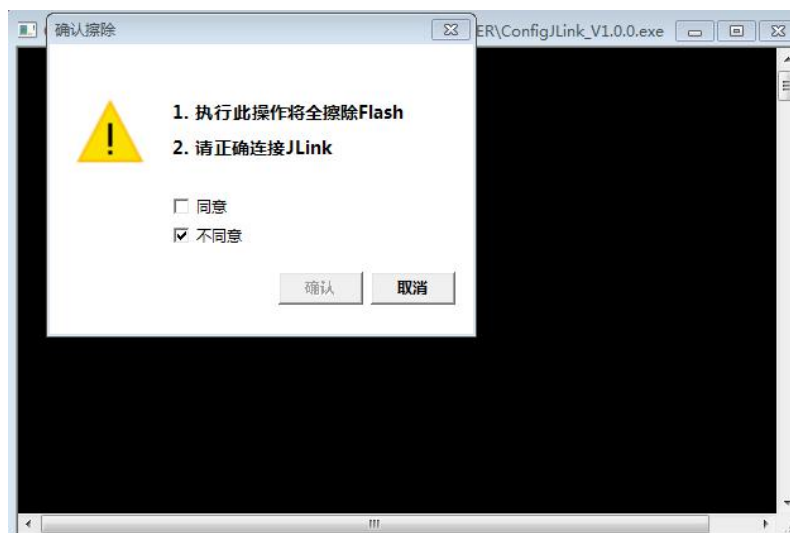 确认擦除
ER\ConfigJLink_V1.0.0.exe
1. 执行此操作将全擦除Flash
2. 请正确连接JLink
同意
不同意
确认
取消